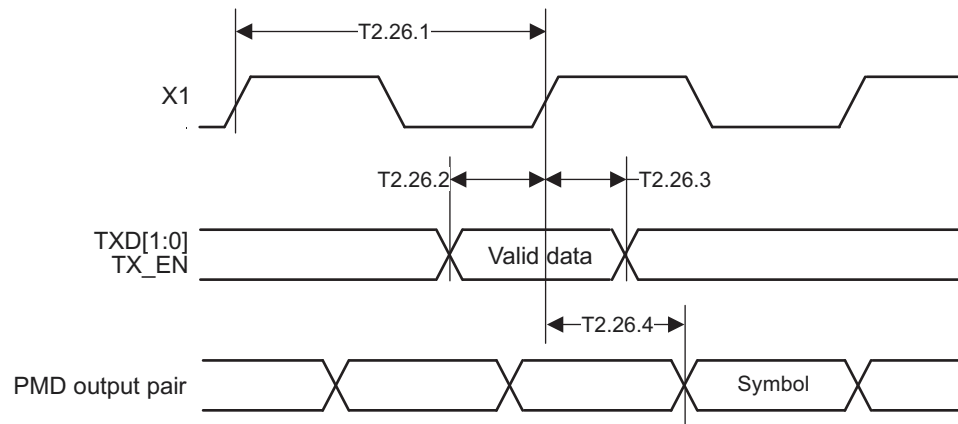 T2.26.1
X1
T2.26.2
T2.26.3
TXD[1:0]
TX_EN
Valid data
T2.26.4
PMD output pair
Symbol